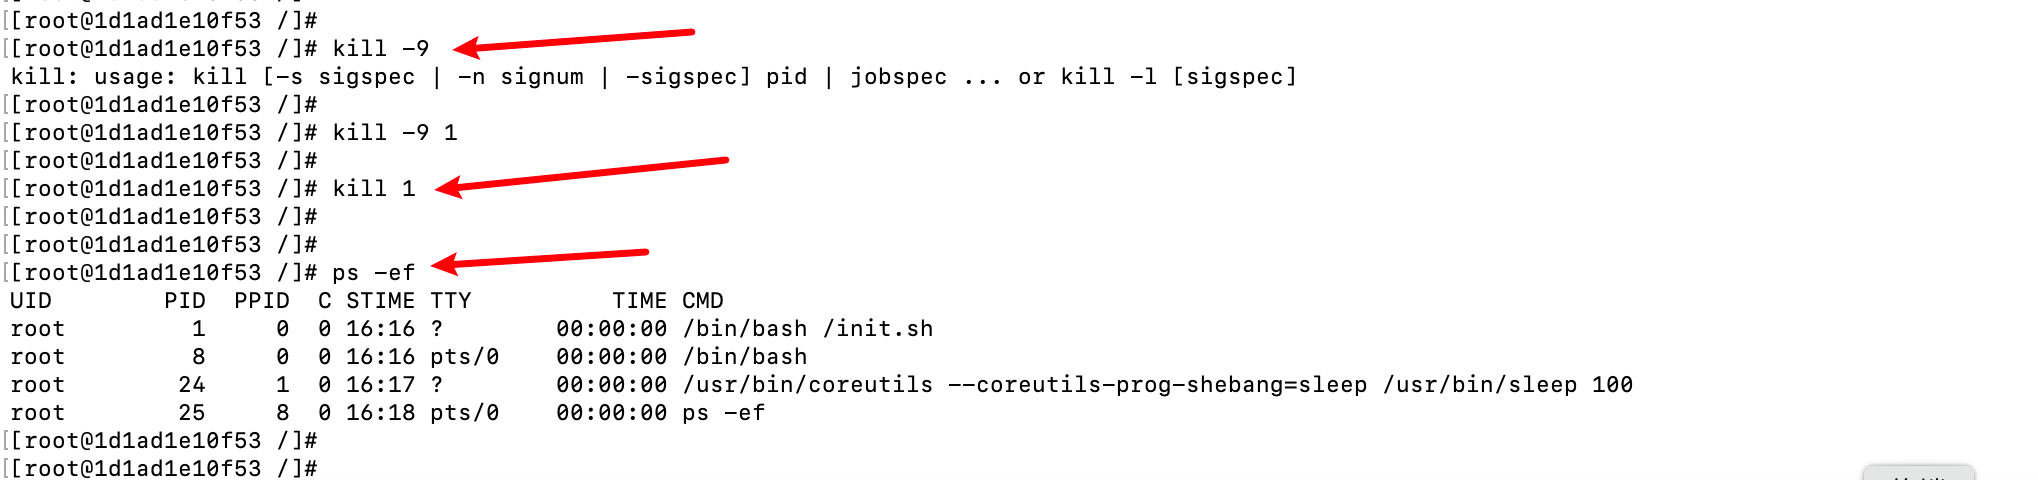 [[root@1d1ad1e10f53 /]#
[[root@1d1ad1e10f53 /]# kill -9
kill: usage: kill [-s sigspec | -n signum | -sigspec] pid | jobspec ... or kill -l [sigspec]
[[root@1d1ad1e10f53 /]#
[[root@1d1ad1e10f53 /]# kill -9 1
[[root@1d1ad1e10f53 /]#
[[root@1d1ad1e10f53 /]# kill 1
[[root@1d1ad1e10f53 /]#
[[root@1d1ad1e10f53 /]#
[[root@1d1ad1e10f53 /]# ps -ef
UID        PID  PPID  C STIME TTY          TIME CMD
root         1     0  0 16:16 ?        00:00:00 /bin/bash /init.sh
root         8     0  0 16:16 pts/0    00:00:00 /bin/bash
root        24     1  0 16:17 ?        00:00:00 /usr/bin/coreutils --coreutils-prog-shebang=sleep /usr/bin/sleep 100
root        25     8  0 16:18 pts/0    00:00:00 ps -ef
[[root@1d1ad1e10f53 /]#
[[root@1d1ad1e10f53 /]#